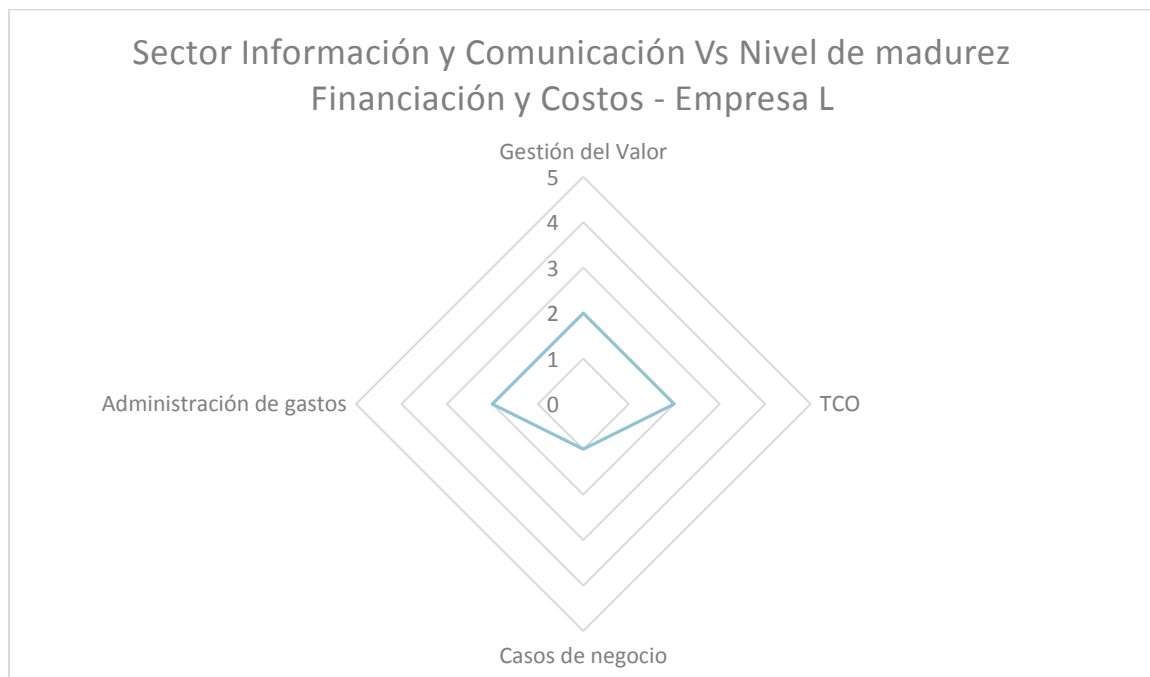 Sector Información y Comunicación Vs Nivel de madurez
Financiación y Costos - Empresa L
Gestión del Valor
5
4
3
2
1
0
Administración de gastos
TCO
Casos de negocio